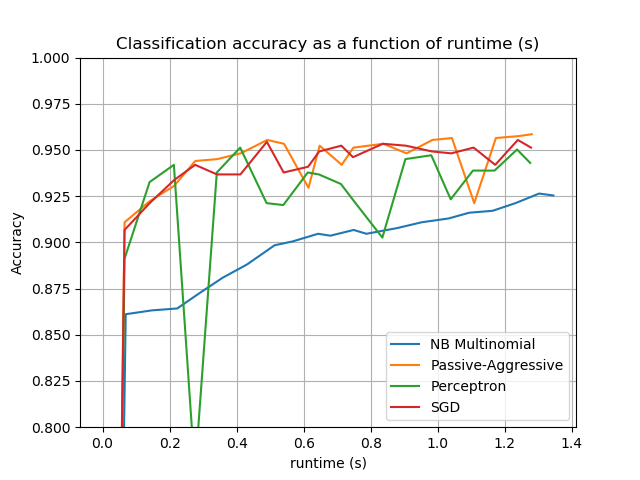 Classification accuracy as a function of runtime (s)
1.000
0.975
0.950
0.925
0.900
0.875
0.850
0.825
0.800
Accuracy
0.0 0.2 0.4 0.6 0.8 1.0 1.2 1.4
runtime (s)
NB Multinomial
Passive-Aggressive
Perceptron
SGD